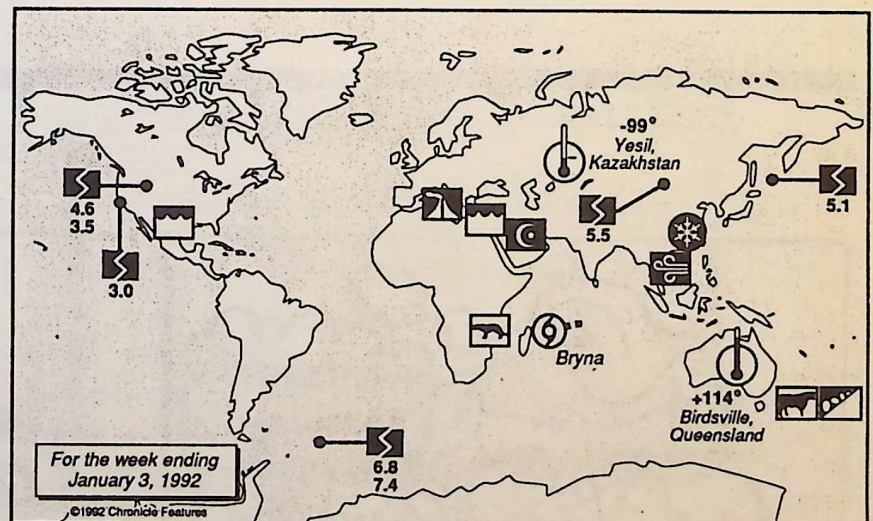 -99°
Yesil,
Kazakhstan
4.6
3.5
3.0
5.5
5.1
Bryna
+114°
Birdsville,
Queensland
6.8
7.4
For the week ending
January 3, 1992
©1992 Chronicle Features